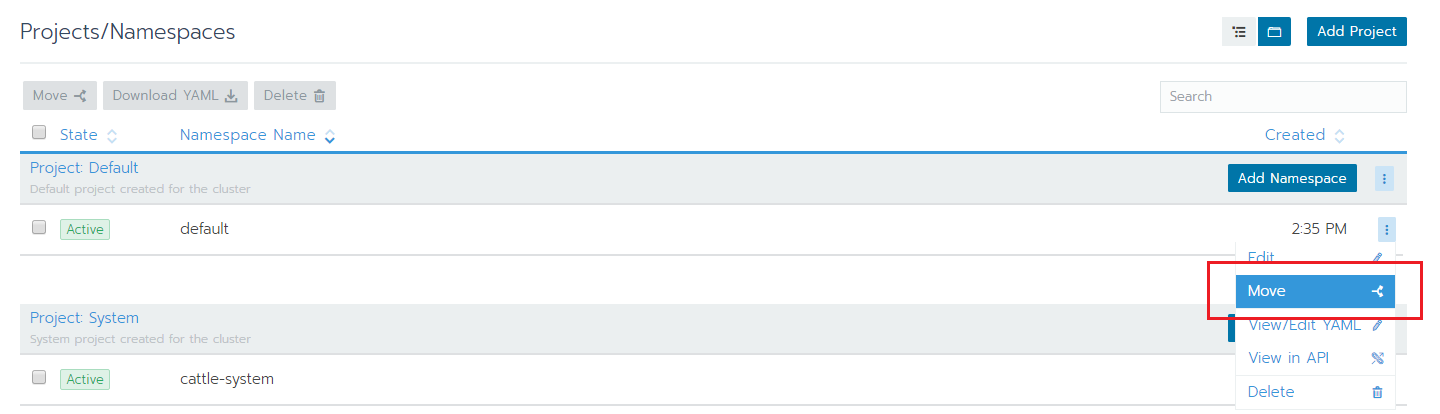 Projects/Namespaces
Add Project
Move Download YAML Delete
Search
State Namespace Name Created
Project: Default
Default project created for the cluster
Add Namespace
Active default 2:35 PM
Edit
Move
Project: System
System project created for the cluster
View/Edit YAML
View in API
Active cattle-system
Delete